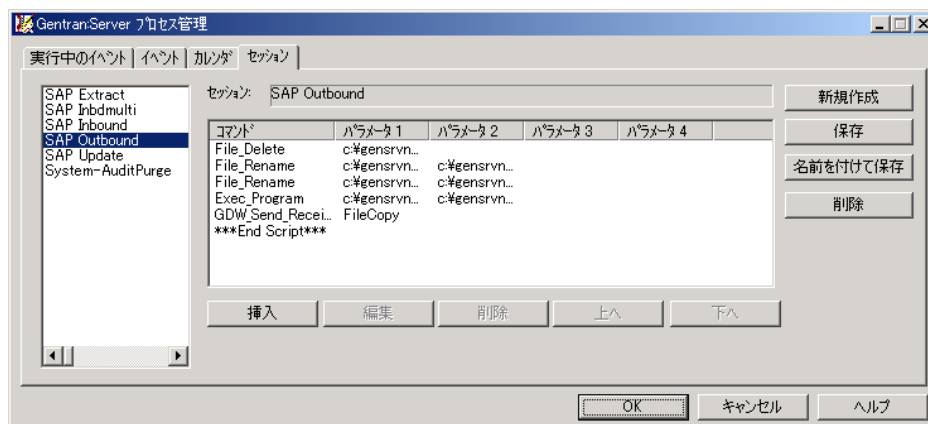 Gentran:Server プロセス管理
実行中のイベント イベント カレンダ セッション
SAP Extract
SAP Inbdmulti
SAP Inbound
SAP Outbound
SAP Update
System-AuditPurge
セッション: SAP Outbound
コマンド パラメータ 1 パラメータ 2 パラメータ 3 パラメータ 4
File_Delete c:¥gensrvn...
File_Rename c:¥gensrvn... c:¥gensrvn...
File_Rename c:¥gensrvn... c:¥gensrvn...
Exec_Program c:¥gensrvn... c:¥gensrvn...
GDW_Send_Recei... FileCopy
***End Script***
新規作成
保存
名前を付けて保存
削除
挿入 編集 削除 上へ 下へ
OK キャンセル ヘルプ